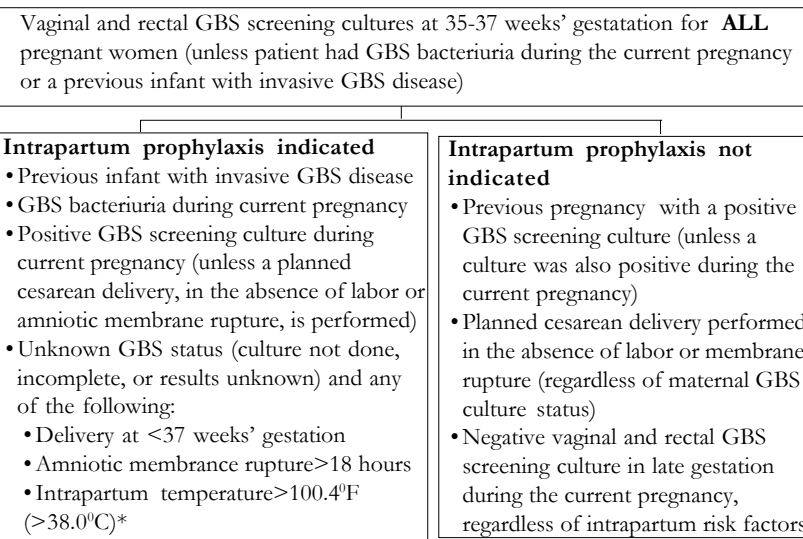 Vaginal and rectal GBS screening cultures at 35-37 weeks' gestatation for ALL
pregnant women (unless patient had GBS bacteriuria during the current pregnancy
or a previous infant with invasive GBS disease)
Intrapartum prophylaxis indicated
•Previous infant with invasive GBS disease
•GBS bacteriuria during current pregnancy
•Positive GBS screening culture during
current pregnancy (unless a planned
cesarean delivery, in the absence of labor or
amniotic membrane rupture, is performed)
•Unknown GBS status (culture not done,
incomplete, or results unknown) and any
of the following:
•Delivery at <37 weeks' gestation
•Amniotic membrance rupture>18 hours
•Intrapartum temperature>100.4⁰F
(>38.0⁰C)*
Intrapartum prophylaxis not
indicated
•Previous pregnancy with a positive
GBS screening culture (unless a
culture was also positive during the
current pregnancy)
•Planned cesarean delivery performed
in the absence of labor or membrane
rupture (regardless of maternal GBS
culture status)
•Negative vaginal and rectal GBS
screening culture in late gestation
during the current pregnancy,
regardless of intrapartum risk factors